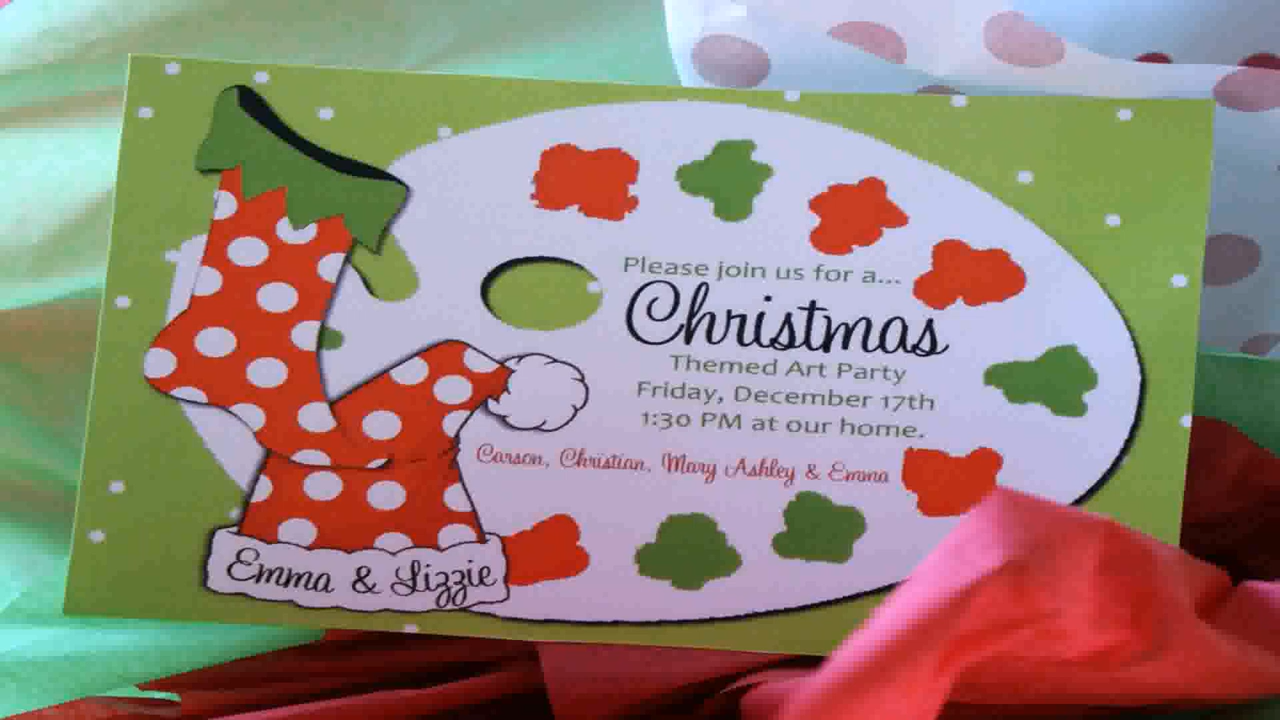 Please join us for a...
Christmas
Themed Art Party
Friday, December 17th
1:30 PM at our home.
Carson, Christian, Mary Ashley & Emma
Emma & Lizzie